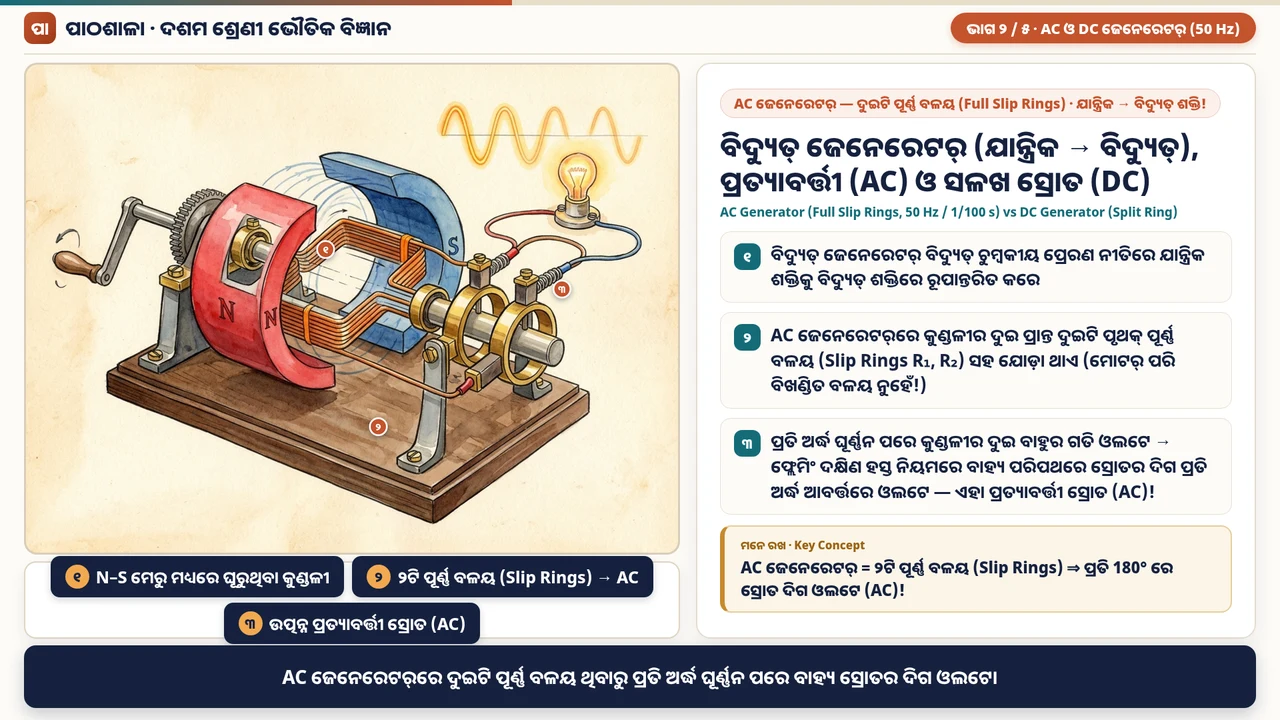 ପା ପାଠଶାଳା · ଦଶମ ଶ୍ରେଣୀ ଭୌତିକ ବିଜ୍ଞାନ
ଭାଗ ୨ / ୫ · AC ଓ DC ଜେନେରେଟର୍ (50 Hz)
N
N
S
୧
୨
୩
୧ N–S ମେରୁ ମଧ୍ୟରେ ଘୂରୁଥିବା କୁଣ୍ଡଳୀ
୨ ୨ଟି ପୂର୍ଣ୍ଣ ବଳୟ (Slip Rings) → AC
୩ ଉତ୍ପନ୍ନ ପ୍ରତ୍ୟାବର୍ତ୍ତୀ ସ୍ରୋତ (AC)
AC ଜେନେରେଟର୍ — ଦୁଇଟି ପୂର୍ଣ୍ଣ ବଳୟ (Full Slip Rings) · ଯାନ୍ତ୍ରିକ → ବିଦ୍ୟୁତ୍ ଶକ୍ତି!
ବିଦ୍ୟୁତ୍ ଜେନେରେଟର୍ (ଯାନ୍ତ୍ରିକ → ବିଦ୍ୟୁତ୍),
ପ୍ରତ୍ୟାବର୍ତ୍ତୀ (AC) ଓ ସଳଖ ସ୍ରୋତ (DC)
AC Generator (Full Slip Rings, 50 Hz / 1/100 s) vs DC Generator (Split Ring)
୧ ବିଦ୍ୟୁତ୍ ଜେନେରେଟର୍ ବିଦ୍ୟୁତ୍ ଚୁମ୍ବକୀୟ ପ୍ରେରଣ ନୀତିରେ ଯାନ୍ତ୍ରିକ
ଶକ୍ତିକୁ ବିଦ୍ୟୁତ୍ ଶକ୍ତିରେ ରୂପାନ୍ତରିତ କରେ
୨ AC ଜେନେରେଟର୍‌ରେ କୁଣ୍ଡଳୀର ଦୁଇ ପ୍ରାନ୍ତ ଦୁଇଟି ପୃଥକ୍ ପୂର୍ଣ୍ଣ
ବଳୟ (Slip Rings R₁, R₂) ସହ ଯୋଡ଼ା ଥାଏ (ମୋଟର୍ ପରି
ବିଖଣ୍ଡିତ ବଳୟ ନୁହେଁ!)
୩ ପ୍ରତି ଅର୍ଦ୍ଧ ଘୂର୍ଣ୍ଣନ ପରେ କୁଣ୍ଡଳୀର ଦୁଇ ବାହୁର ଗତି ଓଲଟେ →
ଫ୍ଲେମିଂ ଦକ୍ଷିଣ ହସ୍ତ ନିୟମରେ ବାହ୍ୟ ପରିପଥରେ ସ୍ରୋତର ଦିଗ ପ୍ରତି
ଅର୍ଦ୍ଧ ଆବର୍ତ୍ତରେ ଓଲଟେ — ଏହା ପ୍ରତ୍ୟାବର୍ତ୍ତୀ ସ୍ରୋତ (AC)!
ମନେ ରଖ · Key Concept
AC ଜେନେରେଟର୍ = ୨ଟି ପୂର୍ଣ୍ଣ ବଳୟ (Slip Rings) ⇒ ପ୍ରତି 180° ରେ
ସ୍ରୋତ ଦିଗ ଓଲଟେ (AC)!
AC ଜେନେରେଟର୍‌ରେ ଦୁଇଟି ପୂର୍ଣ୍ଣ ବଳୟ ଥିବାରୁ ପ୍ରତି ଅର୍ଦ୍ଧ ଘୂର୍ଣ୍ଣନ ପରେ ବାହ୍ୟ ସ୍ରୋତର ଦିଗ ଓଲଟେ।